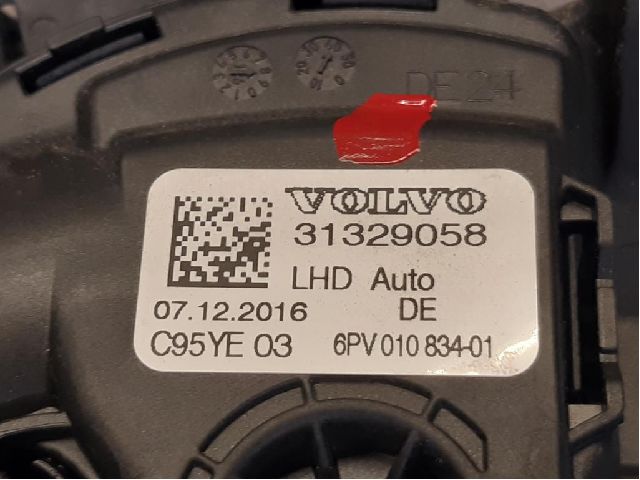 DE24
VOLVO
31329058
LHD Auto
07.12.2016 DE
C95YE 03 6PV 010 834-01